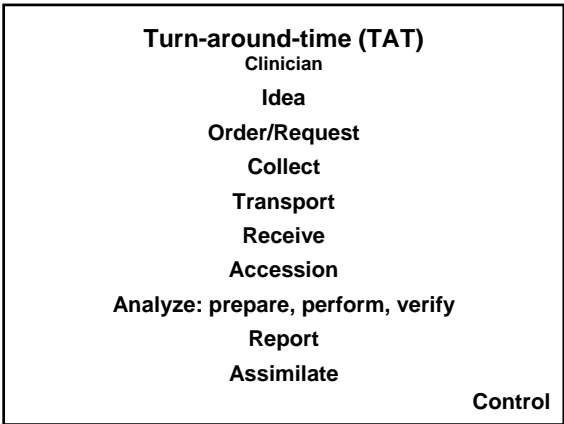 Turn-around-time (TAT)
Clinician
Idea
Order/Request
Collect
Transport
Receive
Accession
Analyze: prepare, perform, verify
Report
Assimilate
Control